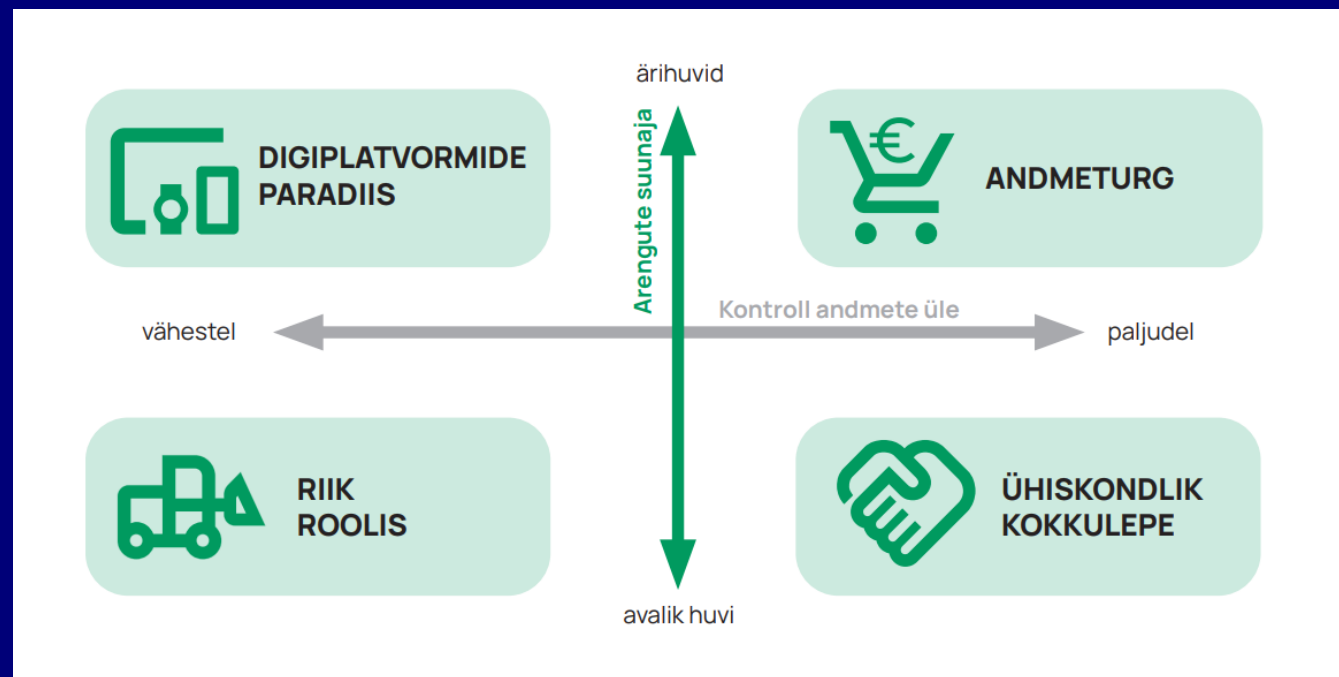 ärihuvid
DIGIPLATVORMIDE
PARADIIS
Arengute suunaja
€
ANDMETURG
Kontroll andmete üle
vähestel
paljudel
RIIK
ROOLIS
ÜHISKONDLIK
KOKKULEPE
avalik huvi